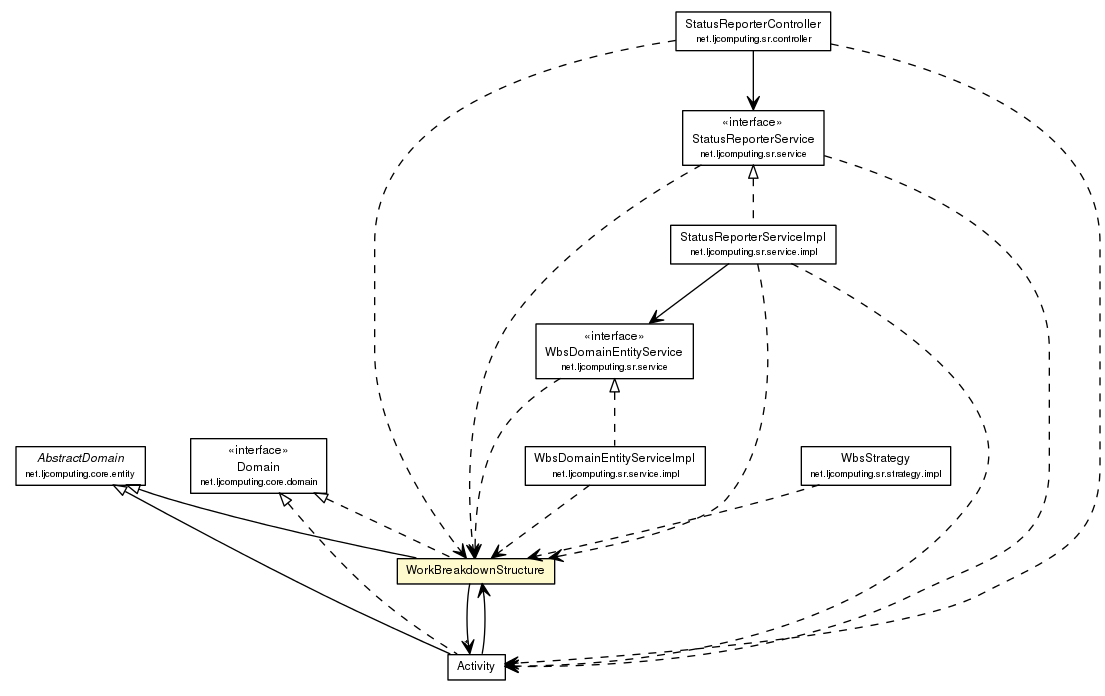 StatusReporterController
net.ljcomputing.sr.controller
«interface»
StatusReporterService
net.ljcomputing.sr.service
StatusReporterServiceImpl
net.ljcomputing.sr.service.impl
«interface»
WbsDomainEntityService
net.ljcomputing.sr.service
AbstractDomain
net.ljcomputing.core.entity
«interface»
Domain
net.ljcomputing.core.domain
WbsDomainEntityServiceImpl
net.ljcomputing.sr.service.impl
WbsStrategy
net.ljcomputing.sr.strategy.impl
WorkBreakdownStructure
Activity